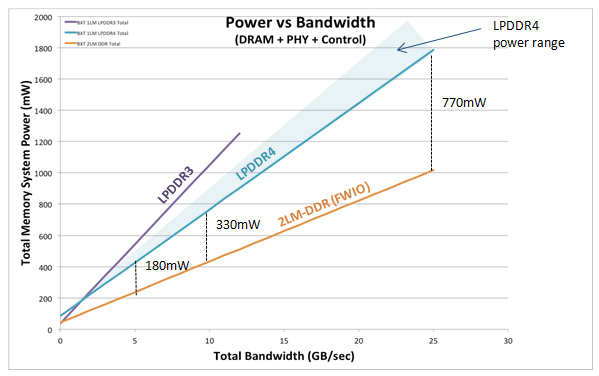 Power vs Bandwidth
(DRAM + PHY + Control)
BXT 1LM LPDDR3 Total
BXT 1LM LPDDR4 Total
BXT 2LM DDR Total
LPDDR4
power range
Total Memory System Power (mW)
2000
1800
1600
1400
1200
1000
800
600
400
200
0
LPDDR3
LPDDR4
2LM-DDR (FWIO)
770mW
330mW
180mW
0
5
10
15
20
25
30
Total Bandwidth (GB/sec)